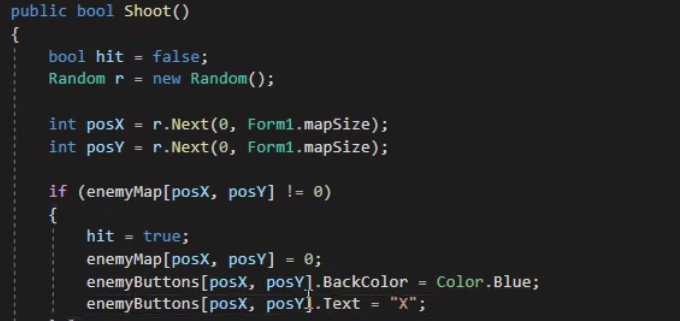 public bool Shoot()
{
bool hit = false;
Random r = new Random();
int posX = r.Next(0, Form1.mapSize);
int posY = r.Next(0, Form1.mapSize);
if (enemyMap[posX, posY] != 0)
{
hit = true;
enemyMap[posX, posY] = 0;
enemyButtons[posX, posY].BackColor = Color.Blue;
enemyButtons[posX, posY].Text = "X";